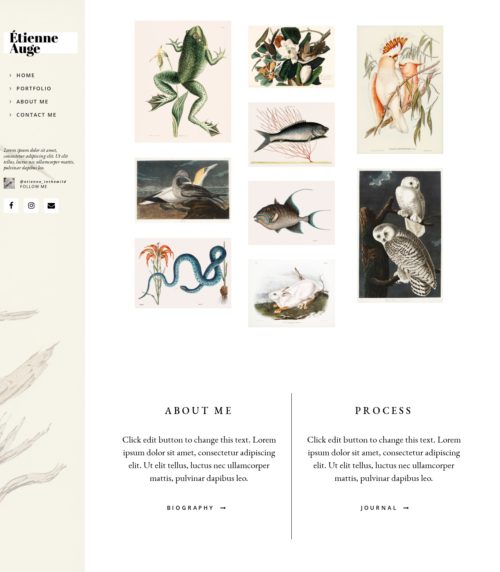 Étienne
Auge
HOME
PORTFOLIO
ABOUT ME
CONTACT ME
Lorem ipsum dolor sit amet,
consectetur adipiscing elit. Ut elit
tellus, luctus nec ullamcorper mattis,
pulvinar dapibus leo.
@etienne_inthewild
FOLLOW ME
ABOUT ME
Click edit button to change this text. Lorem
ipsum dolor sit amet, consectetur adipiscing
elit. Ut elit tellus, luctus nec ullamcorper
mattis, pulvinar dapibus leo.
BIOGRAPHY →
PROCESS
Click edit button to change this text. Lorem
ipsum dolor sit amet, consectetur adipiscing
elit. Ut elit tellus, luctus nec ullamcorper
mattis, pulvinar dapibus leo.
JOURNAL →